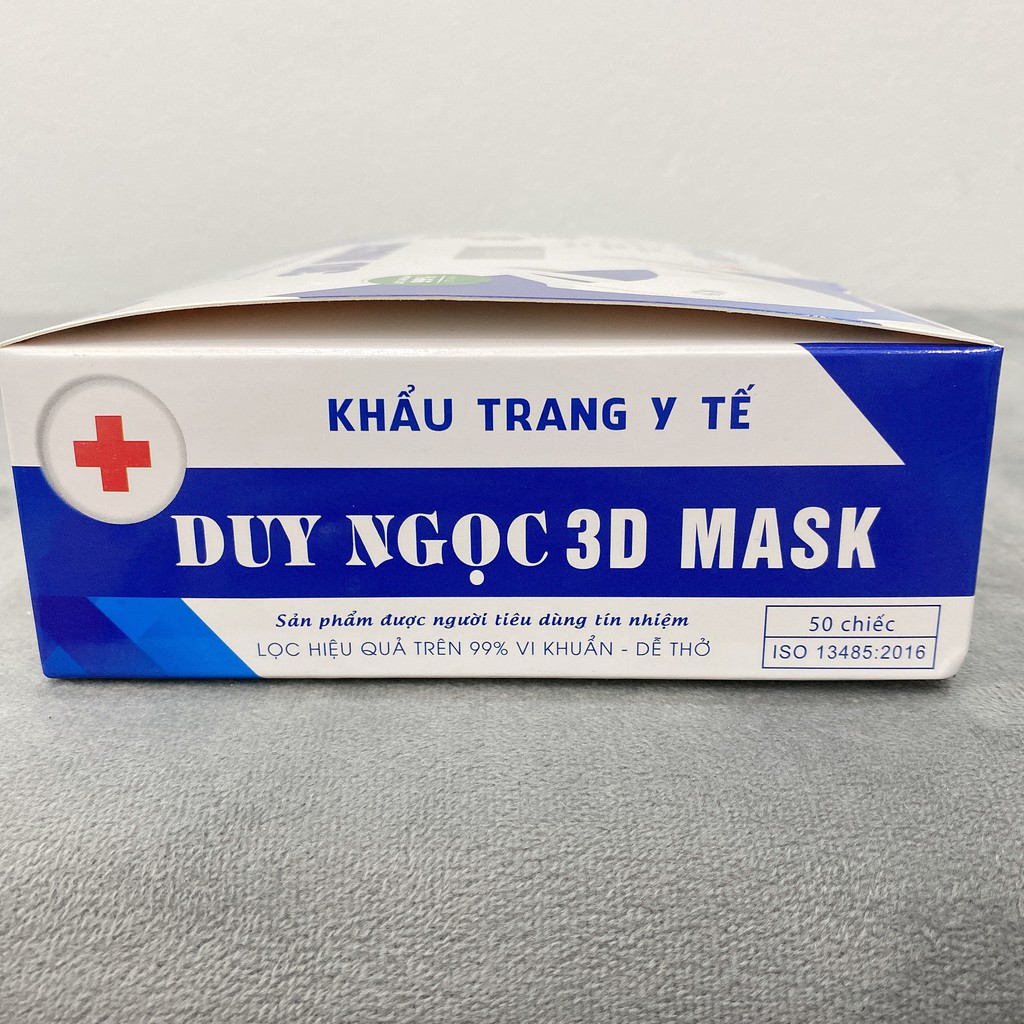 KHẨU TRANG Y TẾ
DUY NGỌC 3D MASK
Sản phẩm được người tiêu dùng tín nhiệm
LỌC HIỆU QUẢ TRÊN 99% VI KHUẨN - DỄ THỞ
50 chiếc
ISO 13485:2016